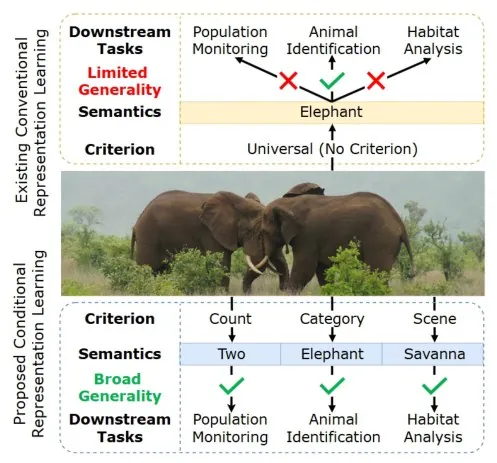 Existing Conventional
Representation Learning
Downstream Tasks
Population Monitoring
Animal Identification
Habitat Analysis
Limited Generality
Semantics
Elephant
Criterion
Universal (No Criterion)
Proposed Conditional
Representation Learning
Criterion
Count
Category
Scene
Semantics
Two
Elephant
Savanna
Broad Generality
Downstream Tasks
Population Monitoring
Animal Identification
Habitat Analysis